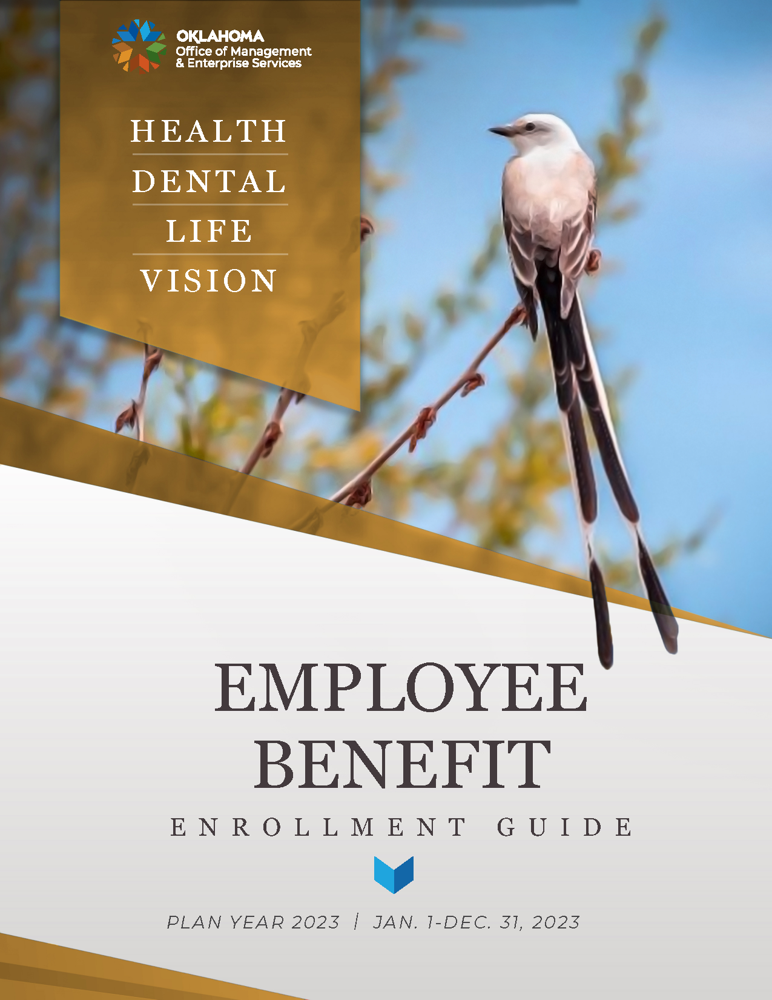 OKLAHOMA
Office of Management
& Enterprise Services
HEALTH
DENTAL
LIFE
VISION
EMPLOYEE
BENEFIT
ENROLLMENT GUIDE
PLAN YEAR 2023 | JAN. 1-DEC. 31, 2023